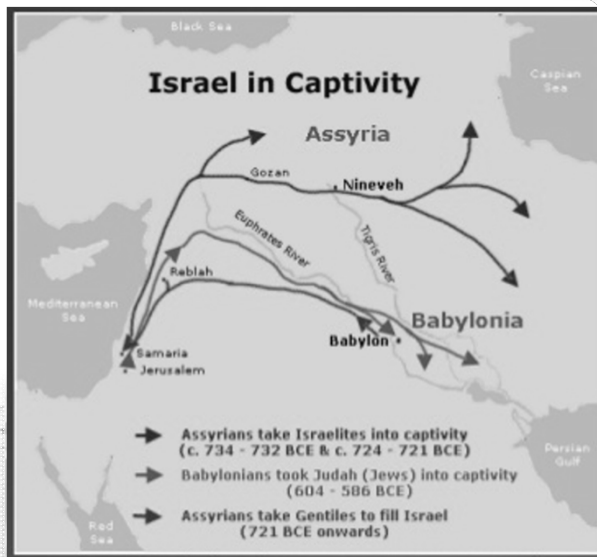 Black Sea
Caspian
Sea
Israel in Captivity
Assyria
Gozan
Nineveh
Euphrates River
Tigris River
Reblah
Mediterranean
Sea
Babylonia
Babylon
Samaria
Jerusalem
Assyrians take Israelites into captivity
(c. 734 - 732 BCE & c. 724 - 721 BCE)
Babylonians took Judah (Jews) into captivity
(604 - 586 BCE)
Persian
Gulf
Assyrians take Gentiles to fill Israel
(721 BCE onwards)
Red
Sea